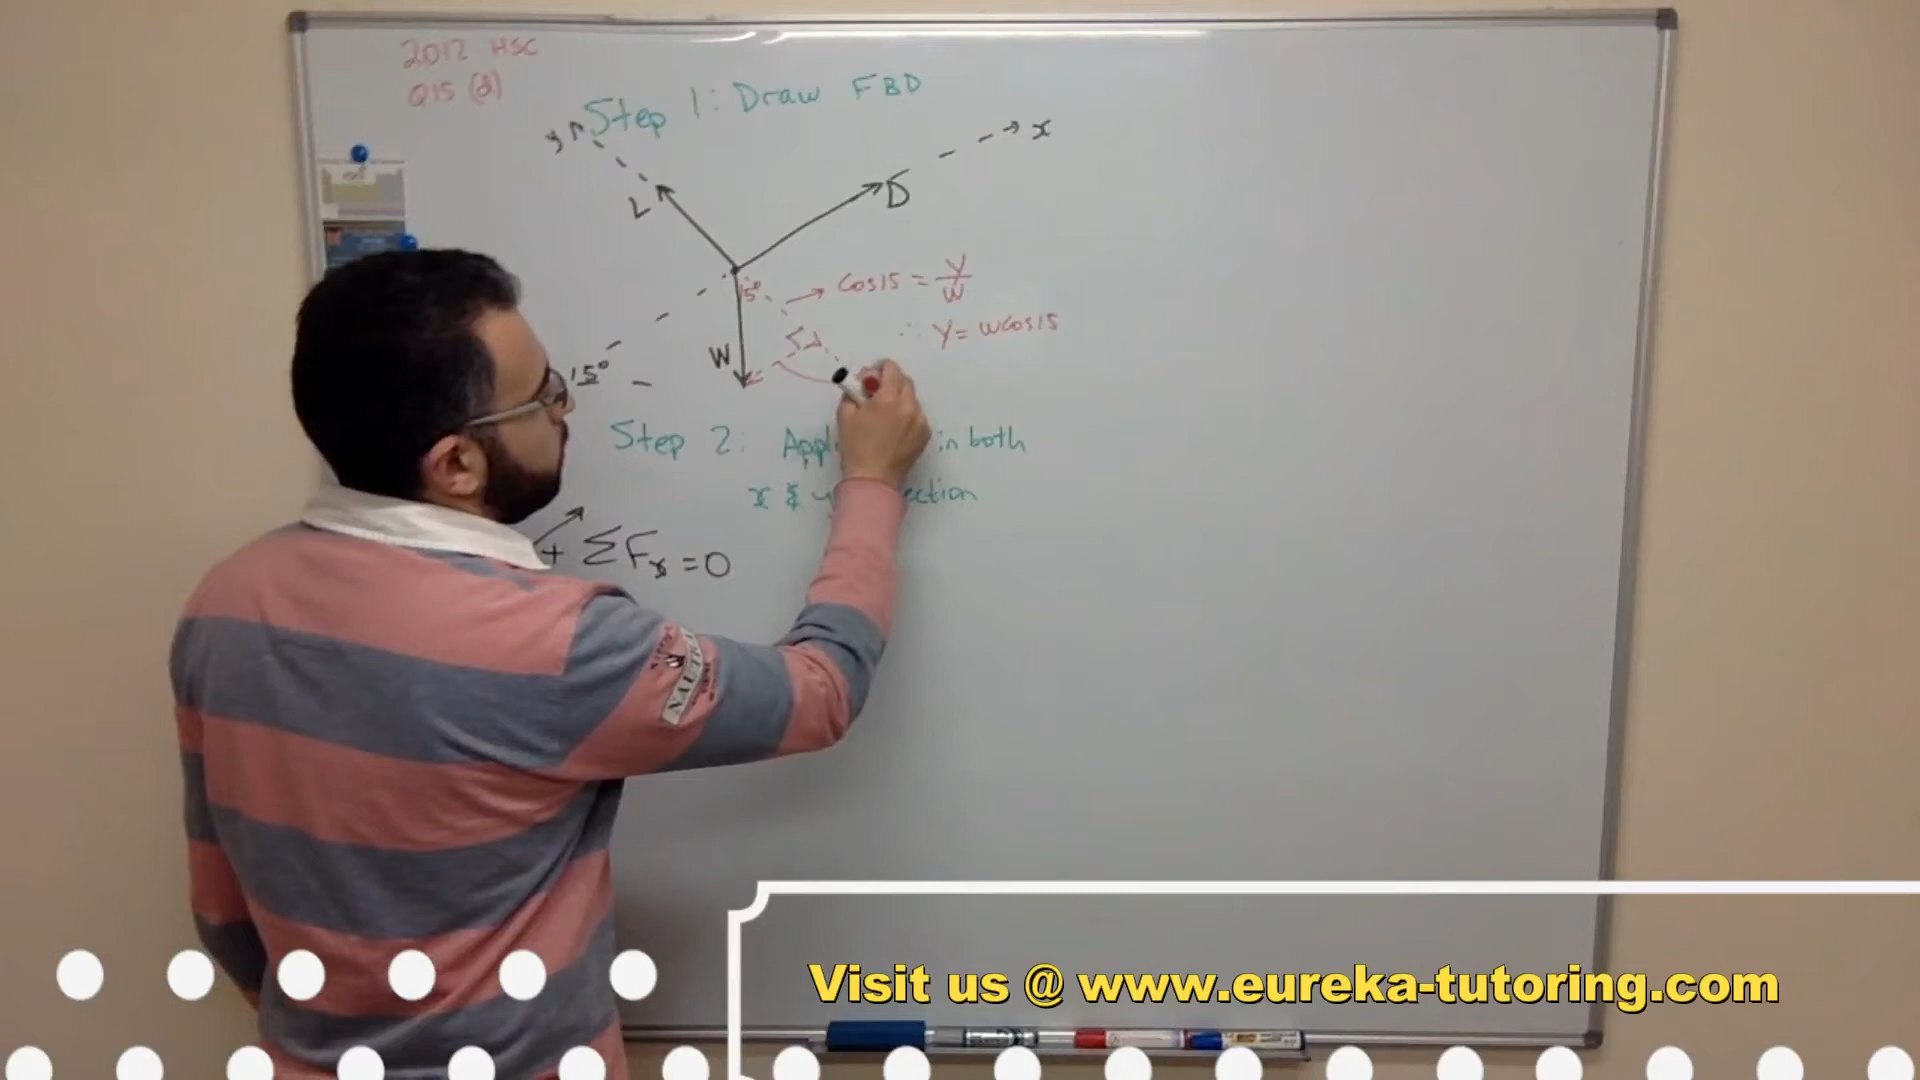 2012 HSC
Q15 (d)
Step 1: Draw FBD
y
x
L
D
15°
cos15 = Y/W
∴ Y = Wcos15
W
15°
Step 2: in both
x &
+ ΣFx = 0
NAUTICA
Visit us @ www.eureka-tutoring.com